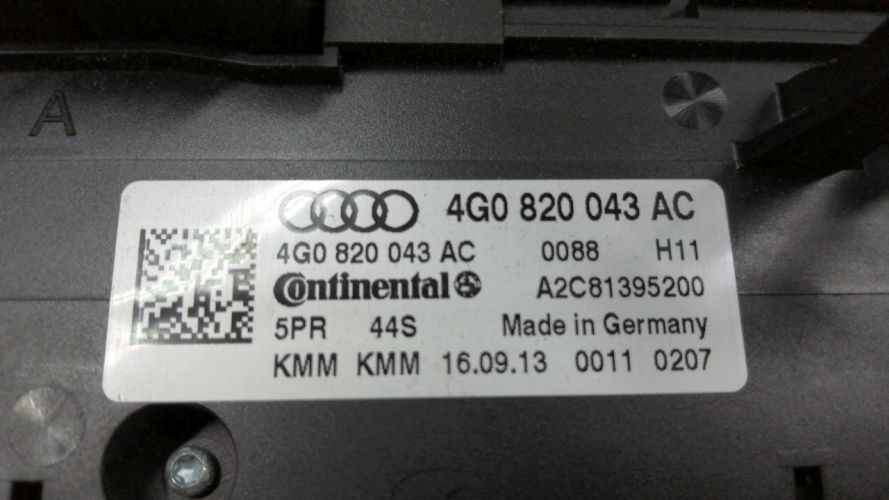 A
4G0 820 043 AC
4G0 820 043 AC 0088 H11
Continental A2C81395200
5PR 44S Made in Germany
KMM KMM 16.09.13 0011 0207